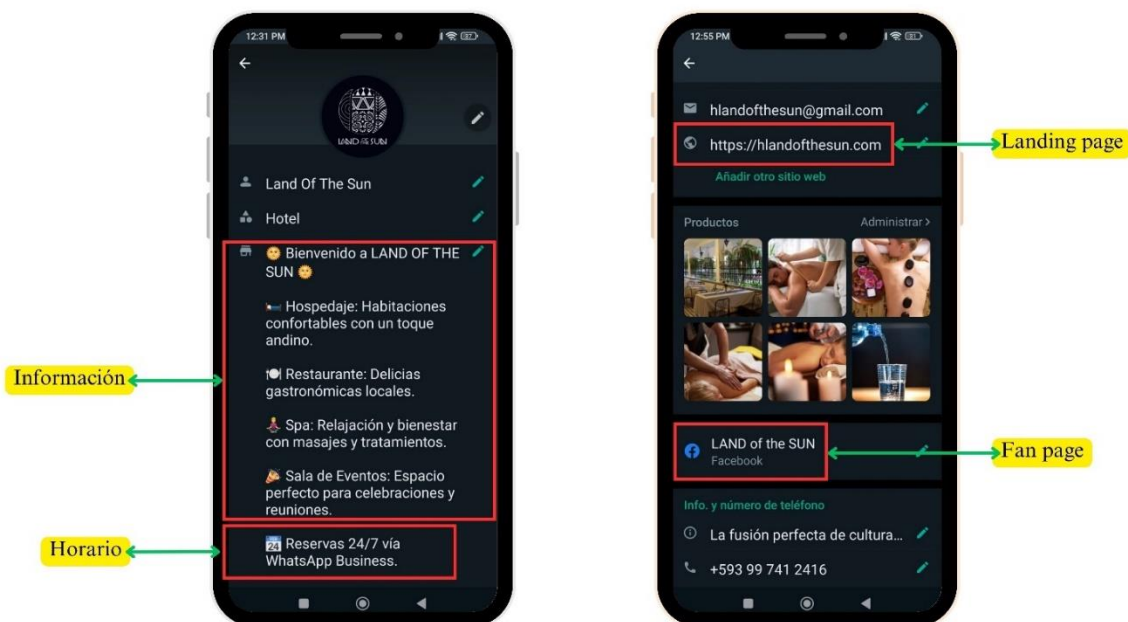 12:31 PM
37
LAND OF THE SUN
Land Of The Sun
Hotel
🌞 Bienvenido a LAND OF THE
SUN 🌞
🛏️ Hospedaje: Habitaciones
confortables con un toque
andino.
🍽️ Restaurante: Delicias
gastronómicas locales.
💆 Spa: Relajación y bienestar
con masajes y tratamientos.
🎉 Sala de Eventos: Espacio
perfecto para celebraciones y
reuniones.
📅 Reservas 24/7 vía
WhatsApp Business.
Información
Horario
12:55 PM
hlandofthesun@gmail.com
https://hlandofthesun.com
Añadir otro sitio web
Productos
Administrar >
LAND of the SUN
Facebook
Info. y número de teléfono
La fusión perfecta de cultura...
+593 99 741 2416
Landing page
Fan page